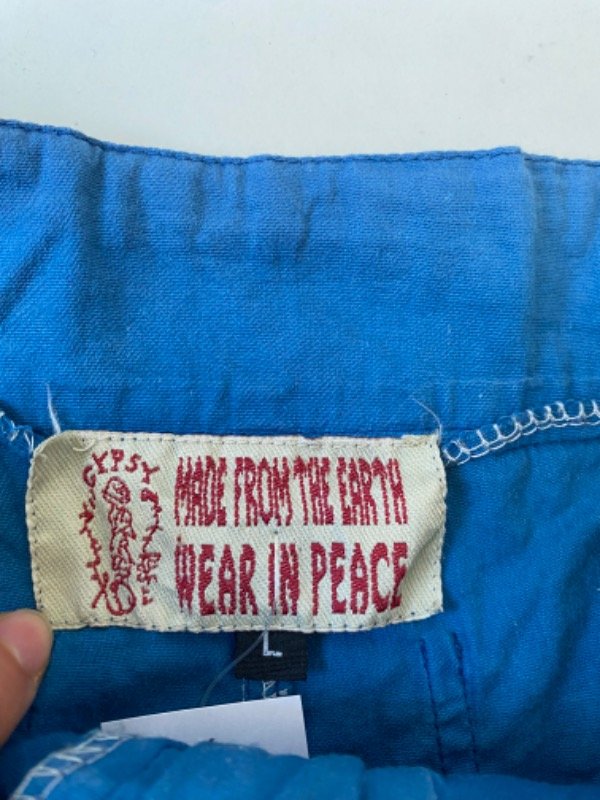 GYPSY
MADE FROM THE EARTH
WEAR IN PEACE
L